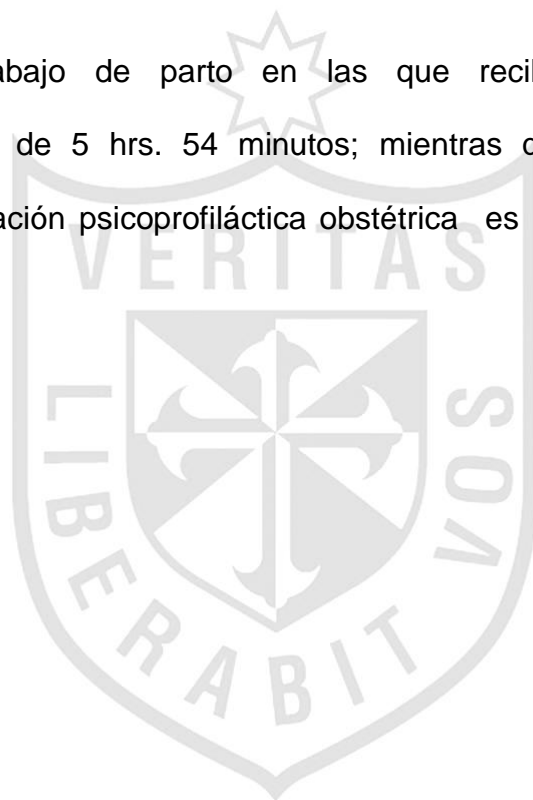 abajo de parto en las que recib
de 5 hrs. 54 minutos; mientras
ación psicoprofiláctica obstétrica es
VERITAS
LIBERABIT
VOS